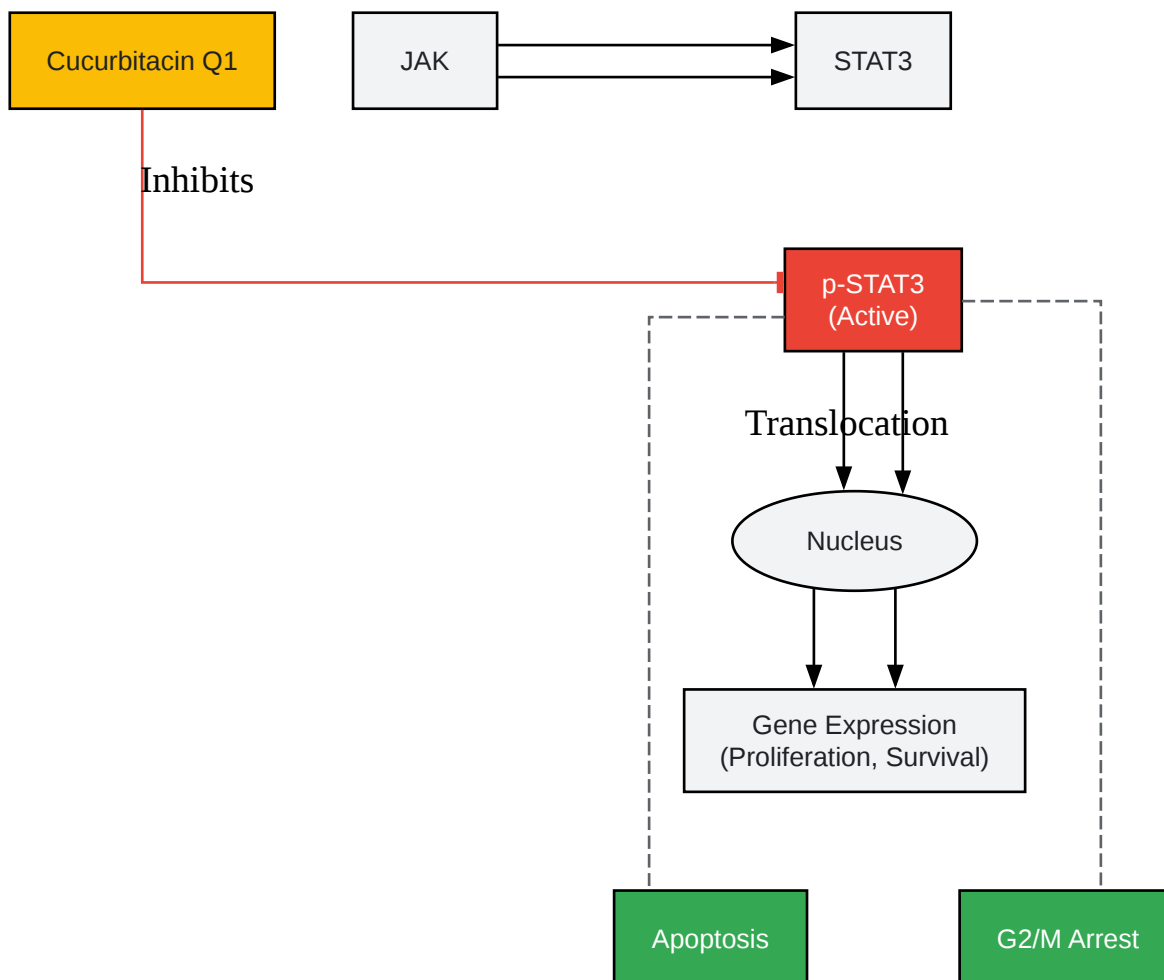 Cucurbitacin Q1
JAK
STAT3
Inhibits
p-STAT3
(Active)
Translocation
Nucleus
Gene Expression
(Proliferation, Survival)
Apoptosis
G2/M Arrest